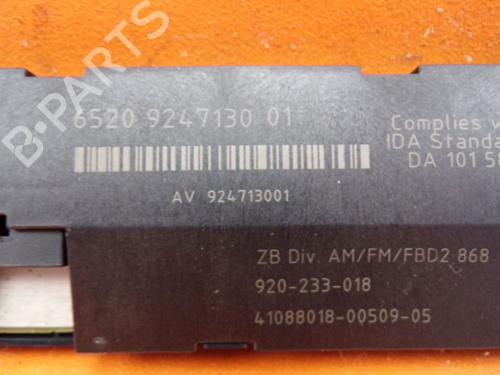 B-PARTS
6520 9247130 01
Complies w
IDA Standa
DA 101 58
AV 924713001
ZB Div. AM/FM/FBD2 868
920-233-018
41088018-00509-05